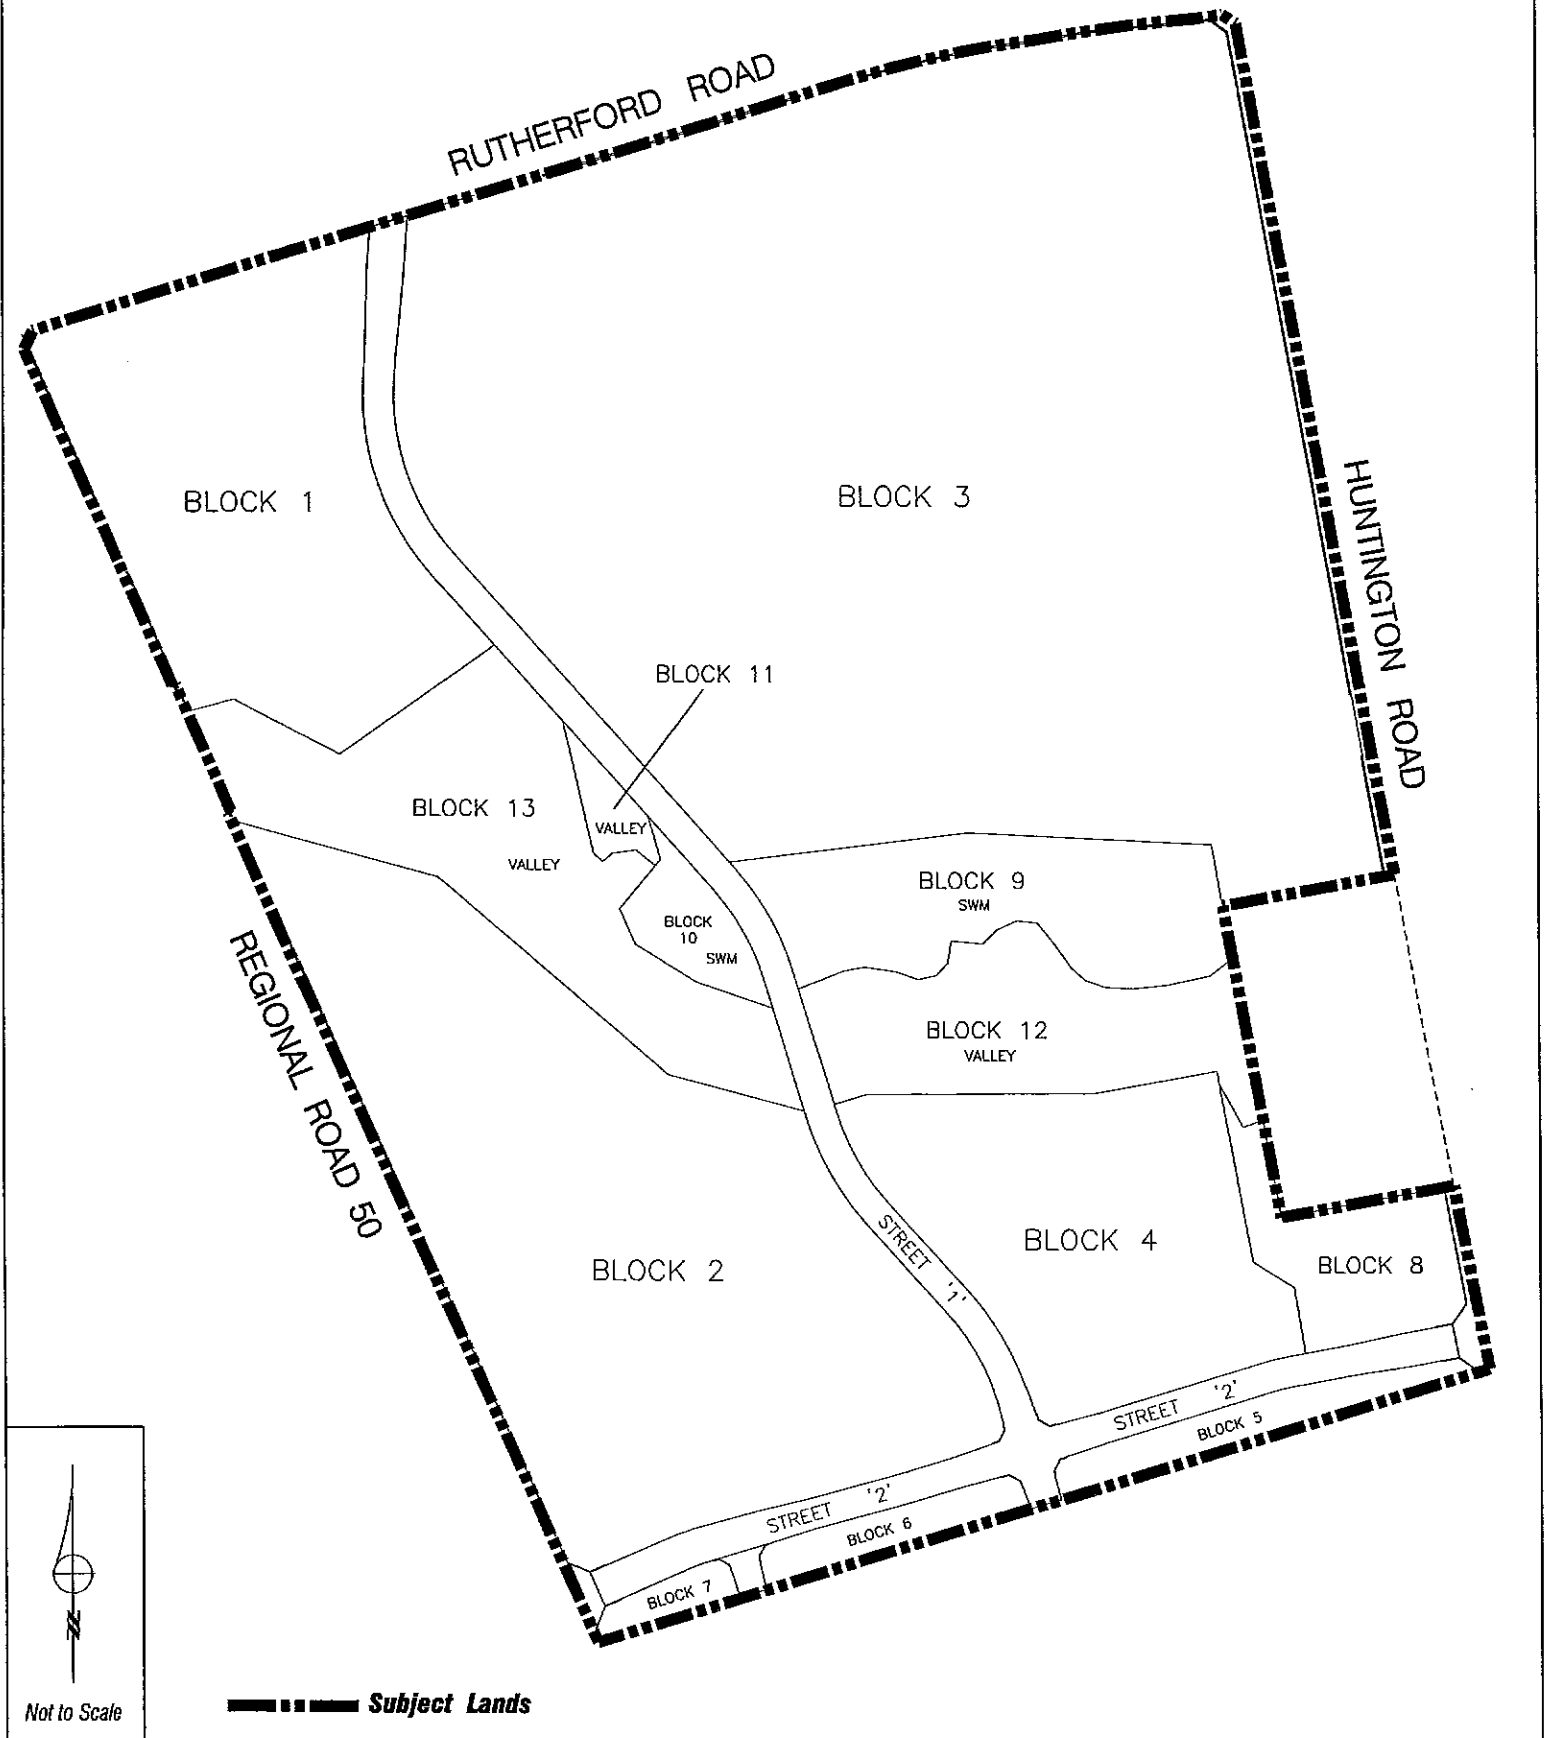 RUTHERFORD ROAD
BLOCK 1
BLOCK 3
HUNTINGTON ROAD
BLOCK 11
BLOCK 13
VALLEY
VALLEY
BLOCK 9
SWM
BLOCK
10
SWM
REGIONAL ROAD 50
BLOCK 12
VALLEY
STREET '1'
BLOCK 4
BLOCK 8
BLOCK 2
STREET '2'
BLOCK 5
STREET '2'
BLOCK 6
BLOCK 7
N
Not to Scale
Subject Lands